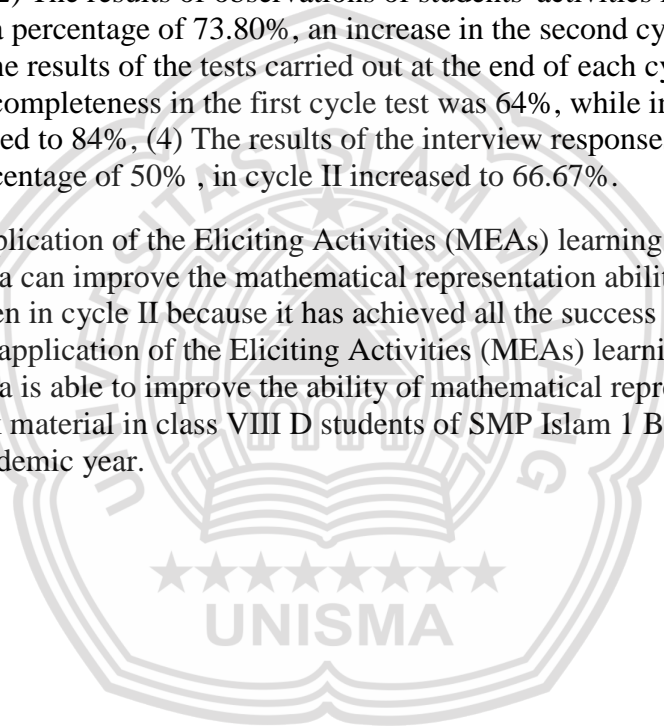 2) The results of observations of students' activities
a percentage of 73.80%, an increase in the second cy
he results of the tests carried out at the end of each cy
completeness in the first cycle test was 64%, while in
ed to 84%, (4) The results of the interview response
centage of 50% , in cycle II increased to 66.67%.
plication of the Eliciting Activities (MEAs) learning
a can improve the mathematical representation abilit
en in cycle II because it has achieved all the success
application of the Eliciting Activities (MEAs) learni
a is able to improve the ability of mathematical repre
material in class VIII D students of SMP Islam 1 B
demic year.
UNIVERSITAS ISLAM MALANG
UNISMA